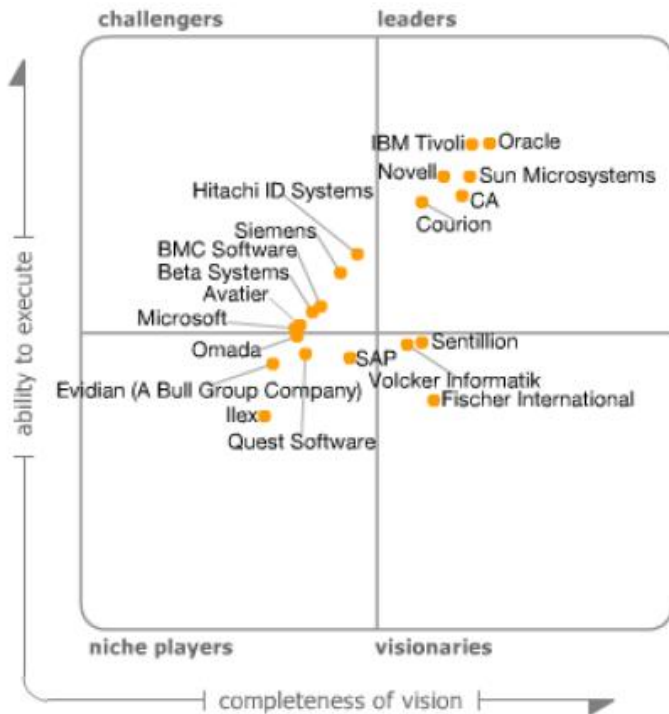 challengers
leaders
IBM Tivoli
Oracle
Novell
Sun Microsystems
Hitachi ID Systems
CA
Courion
Siemens
BMC Software
Beta Systems
Avatier
Microsoft
Omada
SAP
Sentillion
Volcker Informatik
Evidian (A Bull Group Company)
Fischer International
Ilex
Quest Software
ability to execute
niche players
visionaries
completeness of vision